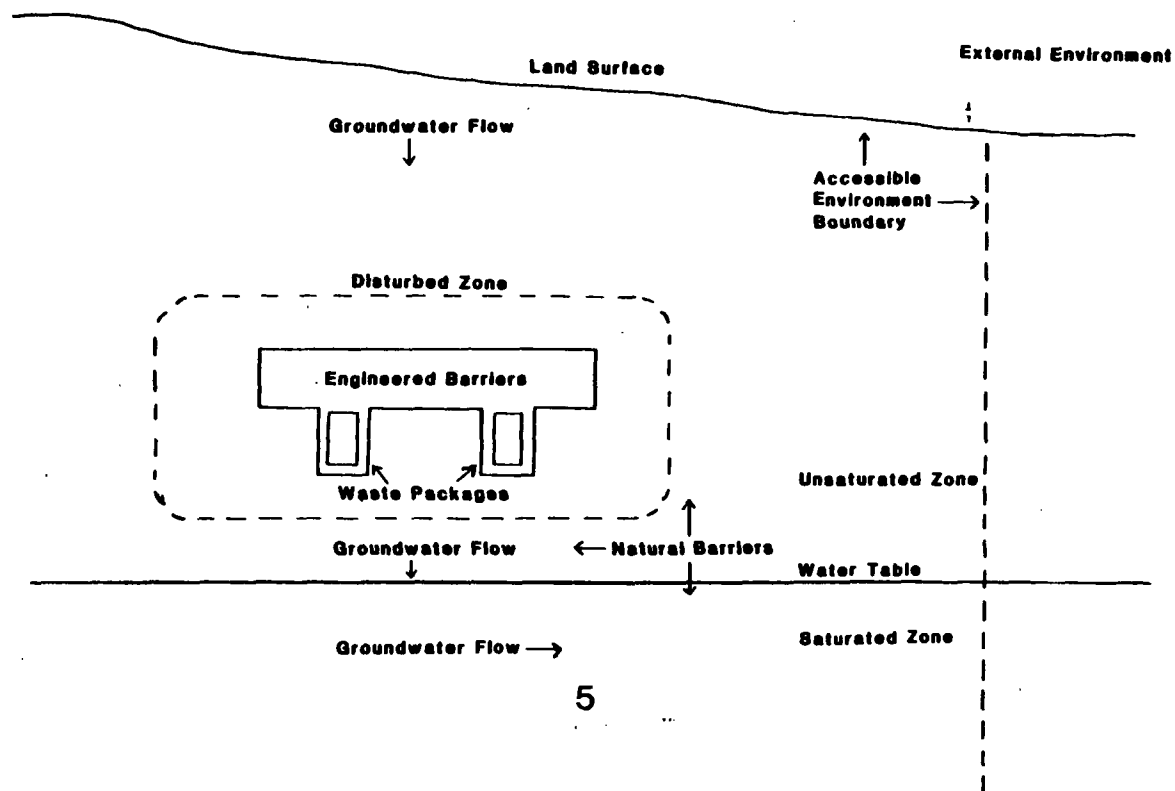 External Environment
Land Surface
Groundwater Flow
Accessible
Environment
Boundary
Disturbed Zone
Engineered Barriers
Waste Packages
Unsaturated Zone
Groundwater Flow
Natural Barriers
Water Table
Groundwater Flow
Saturated Zone
5